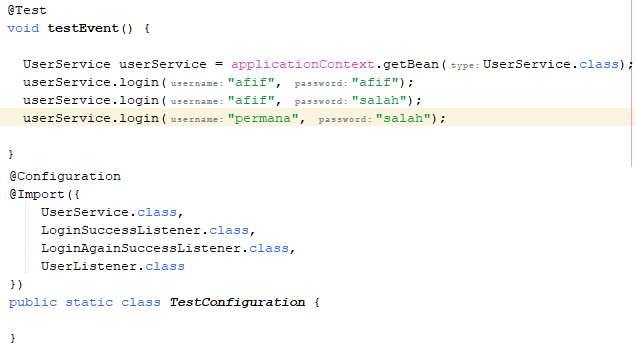 @Test
void testEvent() {
UserService userService = applicationContext.getBean( type: UserService.class);
userService.login( username: "afif", password: "afif");
userService.login( username: "afif", password: "salah");
userService.login( username: "permana", password: "salah");
}
@Configuration
@Import({
UserService.class,
LoginSuccessListener.class,
LoginAgainSuccessListener.class,
UserListener.class
})
public static class TestConfiguration {
}